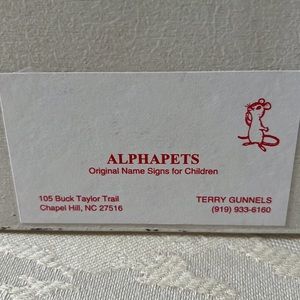 ALPHAPETS
Original Name Signs for Children
105 Buck Taylor Trail
Chapel Hill, NC 27516
TERRY GUNNELS
(919) 933-6160